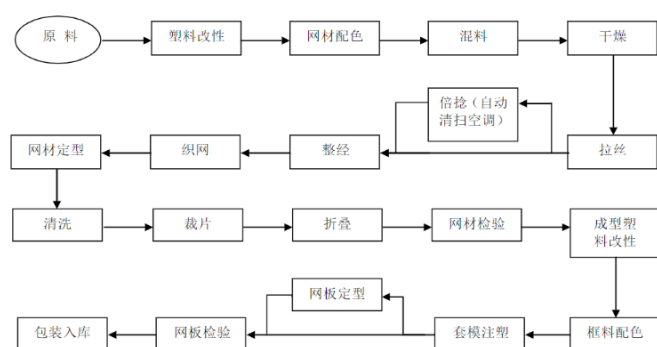 原 料
塑料改性
网材配色
混料
干燥
倍捻（自动
清扫空调）
网材定型
织网
整经
拉丝
清洗
裁片
折叠
网材检验
成型塑
料改性
网板定型
包装入库
网板检验
套模注塑
框料配色